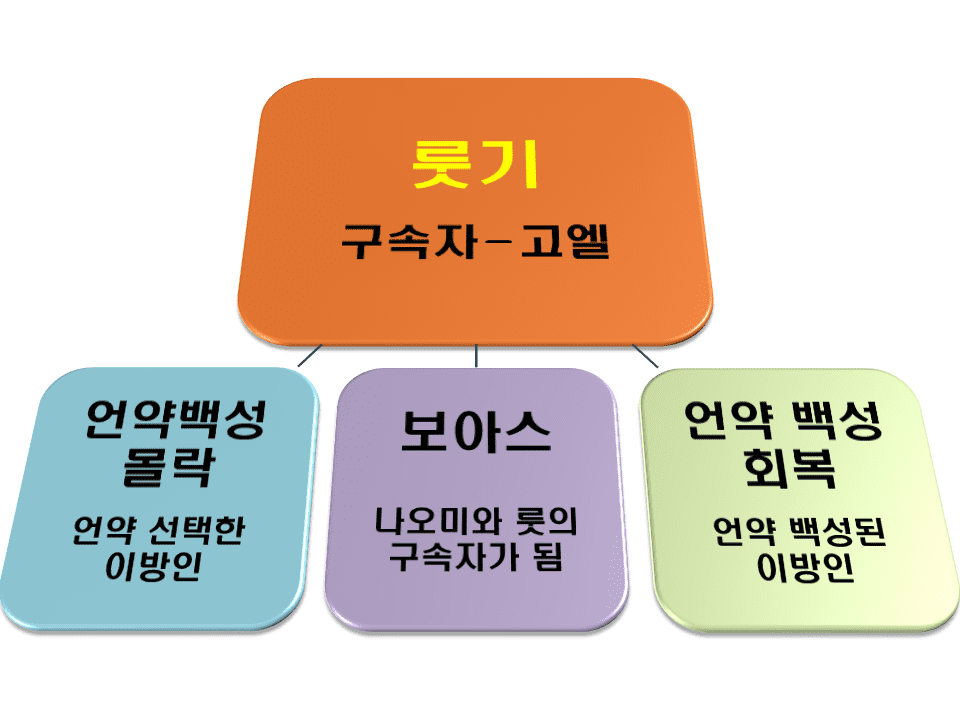 룻기
구속자-고엘
언약백성
몰락
언약 선택한
이방인
보아스
나오미와 룻의
구속자가 됨
언약 백성
회복
언약 백성된
이방인